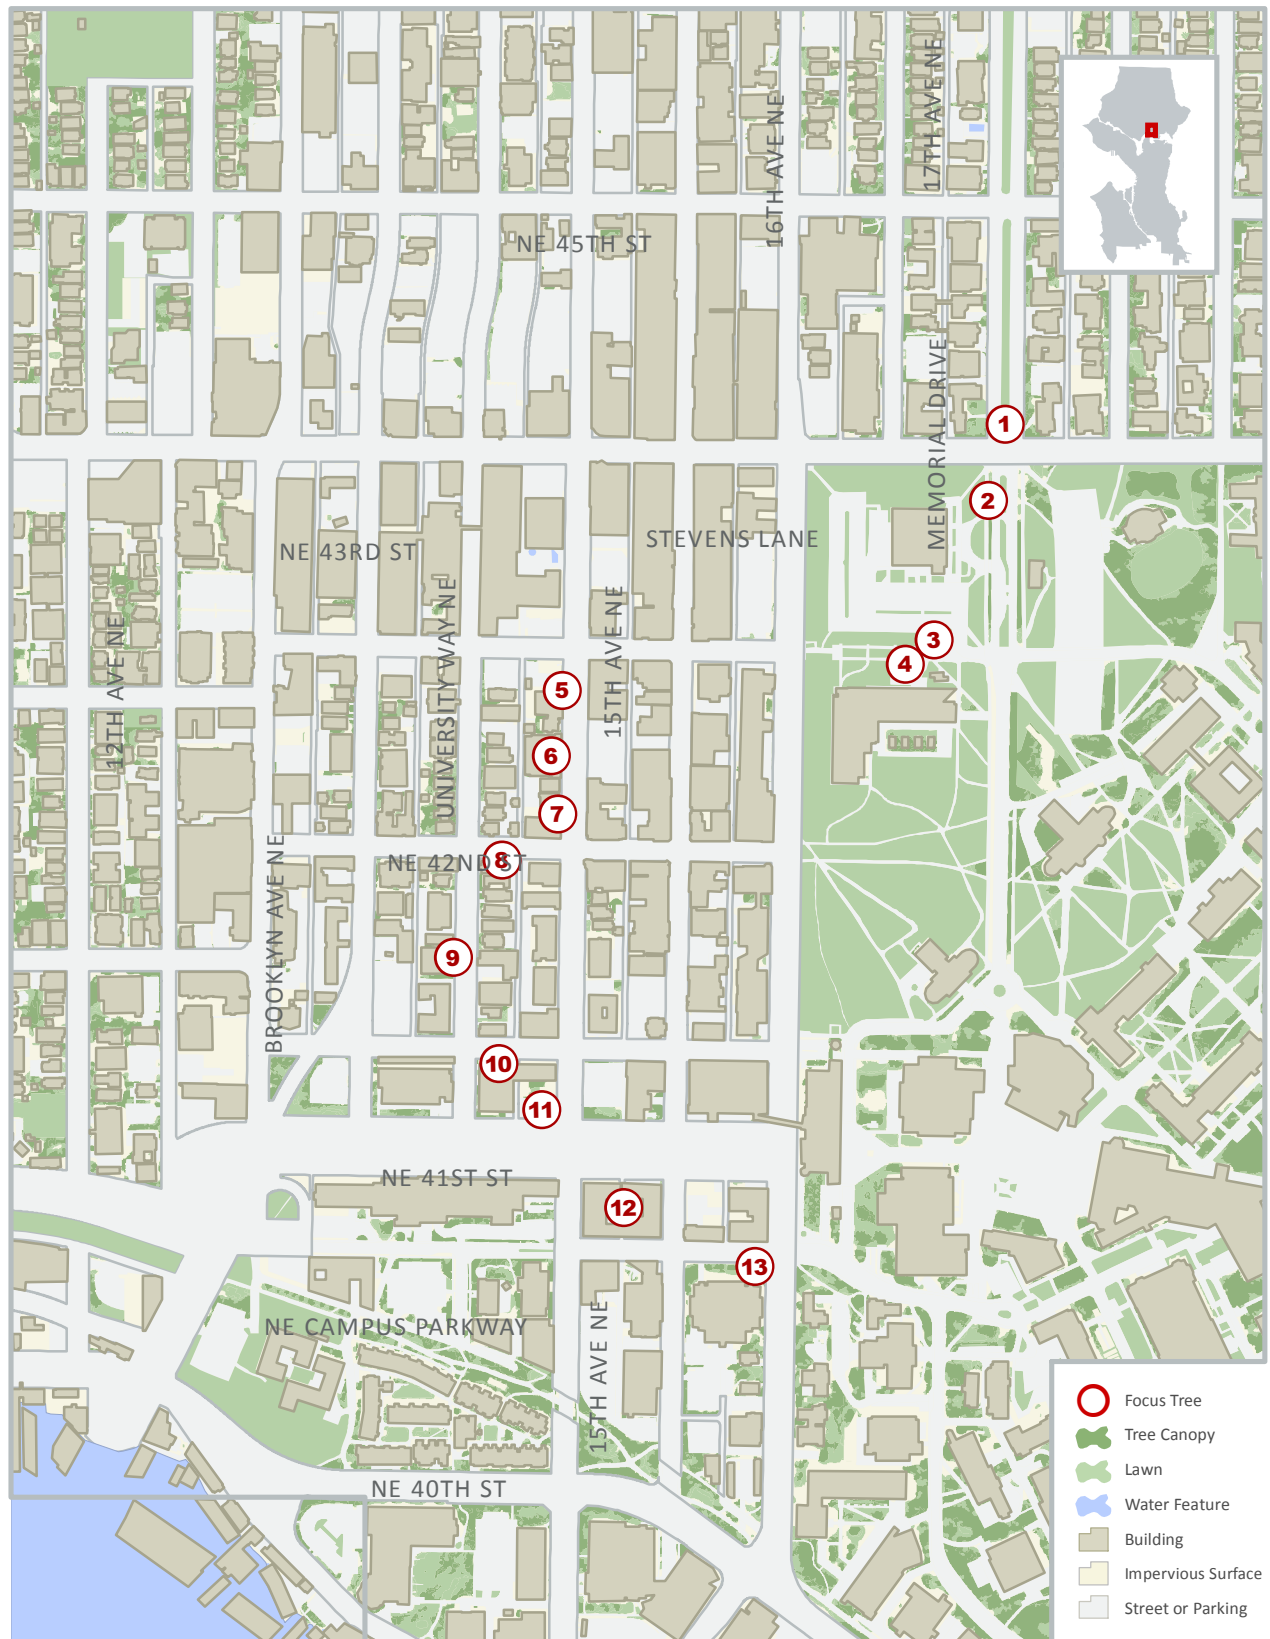 17TH AVE NE
16TH AVE NE
NE 45TH ST
MEMORIAL DRIVE
1
2
STEVENS LANE
NE 43RD ST
UNIVERSITY WAY NE
12TH AVE NE
15TH AVE NE
3
4
5
6
7
NE 42ND ST
8
BROOKLYN AVE NE
9
10
11
NE 41ST ST
12
13
NE CAMPUS PARKWAY
15TH AVE NE
NE 40TH ST
Focus Tree
Tree Canopy
Lawn
Water Feature
Building
Impervious Surface
Street or Parking